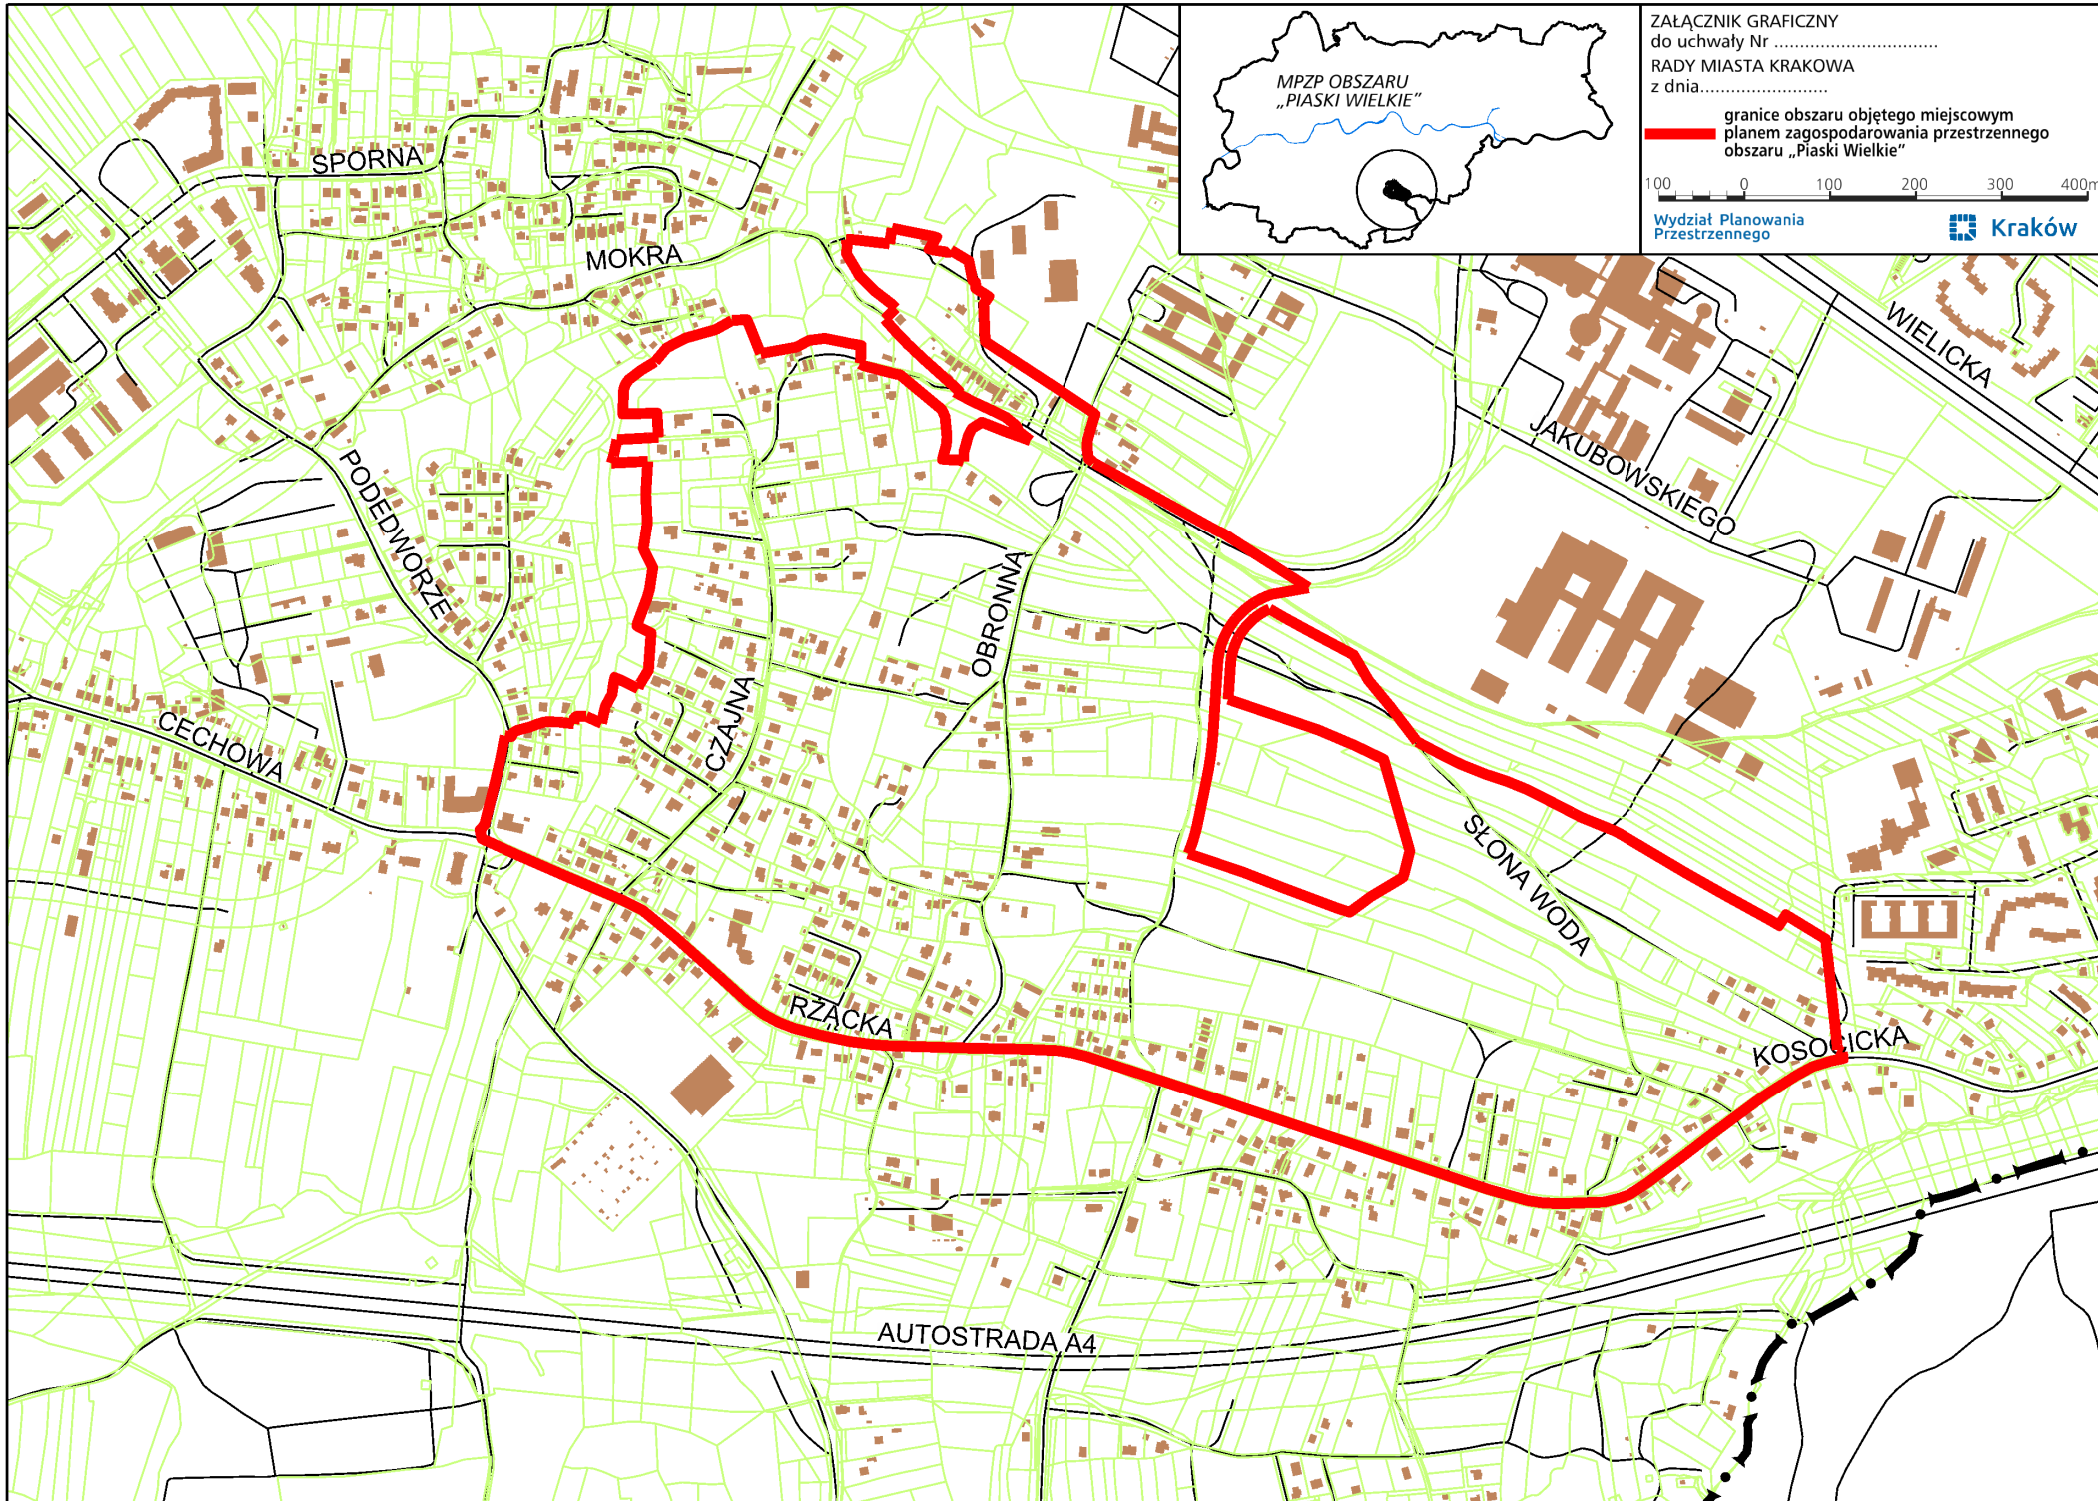 MPZP OBSZARU
„PIASKI WIELKIE”
ZAŁĄCZNIK GRAFICZNY
do uchwały Nr ................................
RADY MIASTA KRAKOWA
z dnia.........................
granice obszaru objętego miejscowym
planem zagospodarowania przestrzennego
obszaru „Piaski Wielkie”
100 0 100 200 300 400m
Wydział Planowania
Przestrzennego
Kraków
SPORNA
MOKRA
WIELICKA
JAKUBOWSKIEGO
PODEDWORZE
OBRONNA
CZAJNA
CECHOWA
SŁONA WODA
RŻĄCKA
KOSOCICKA
AUTOSTRADA A4